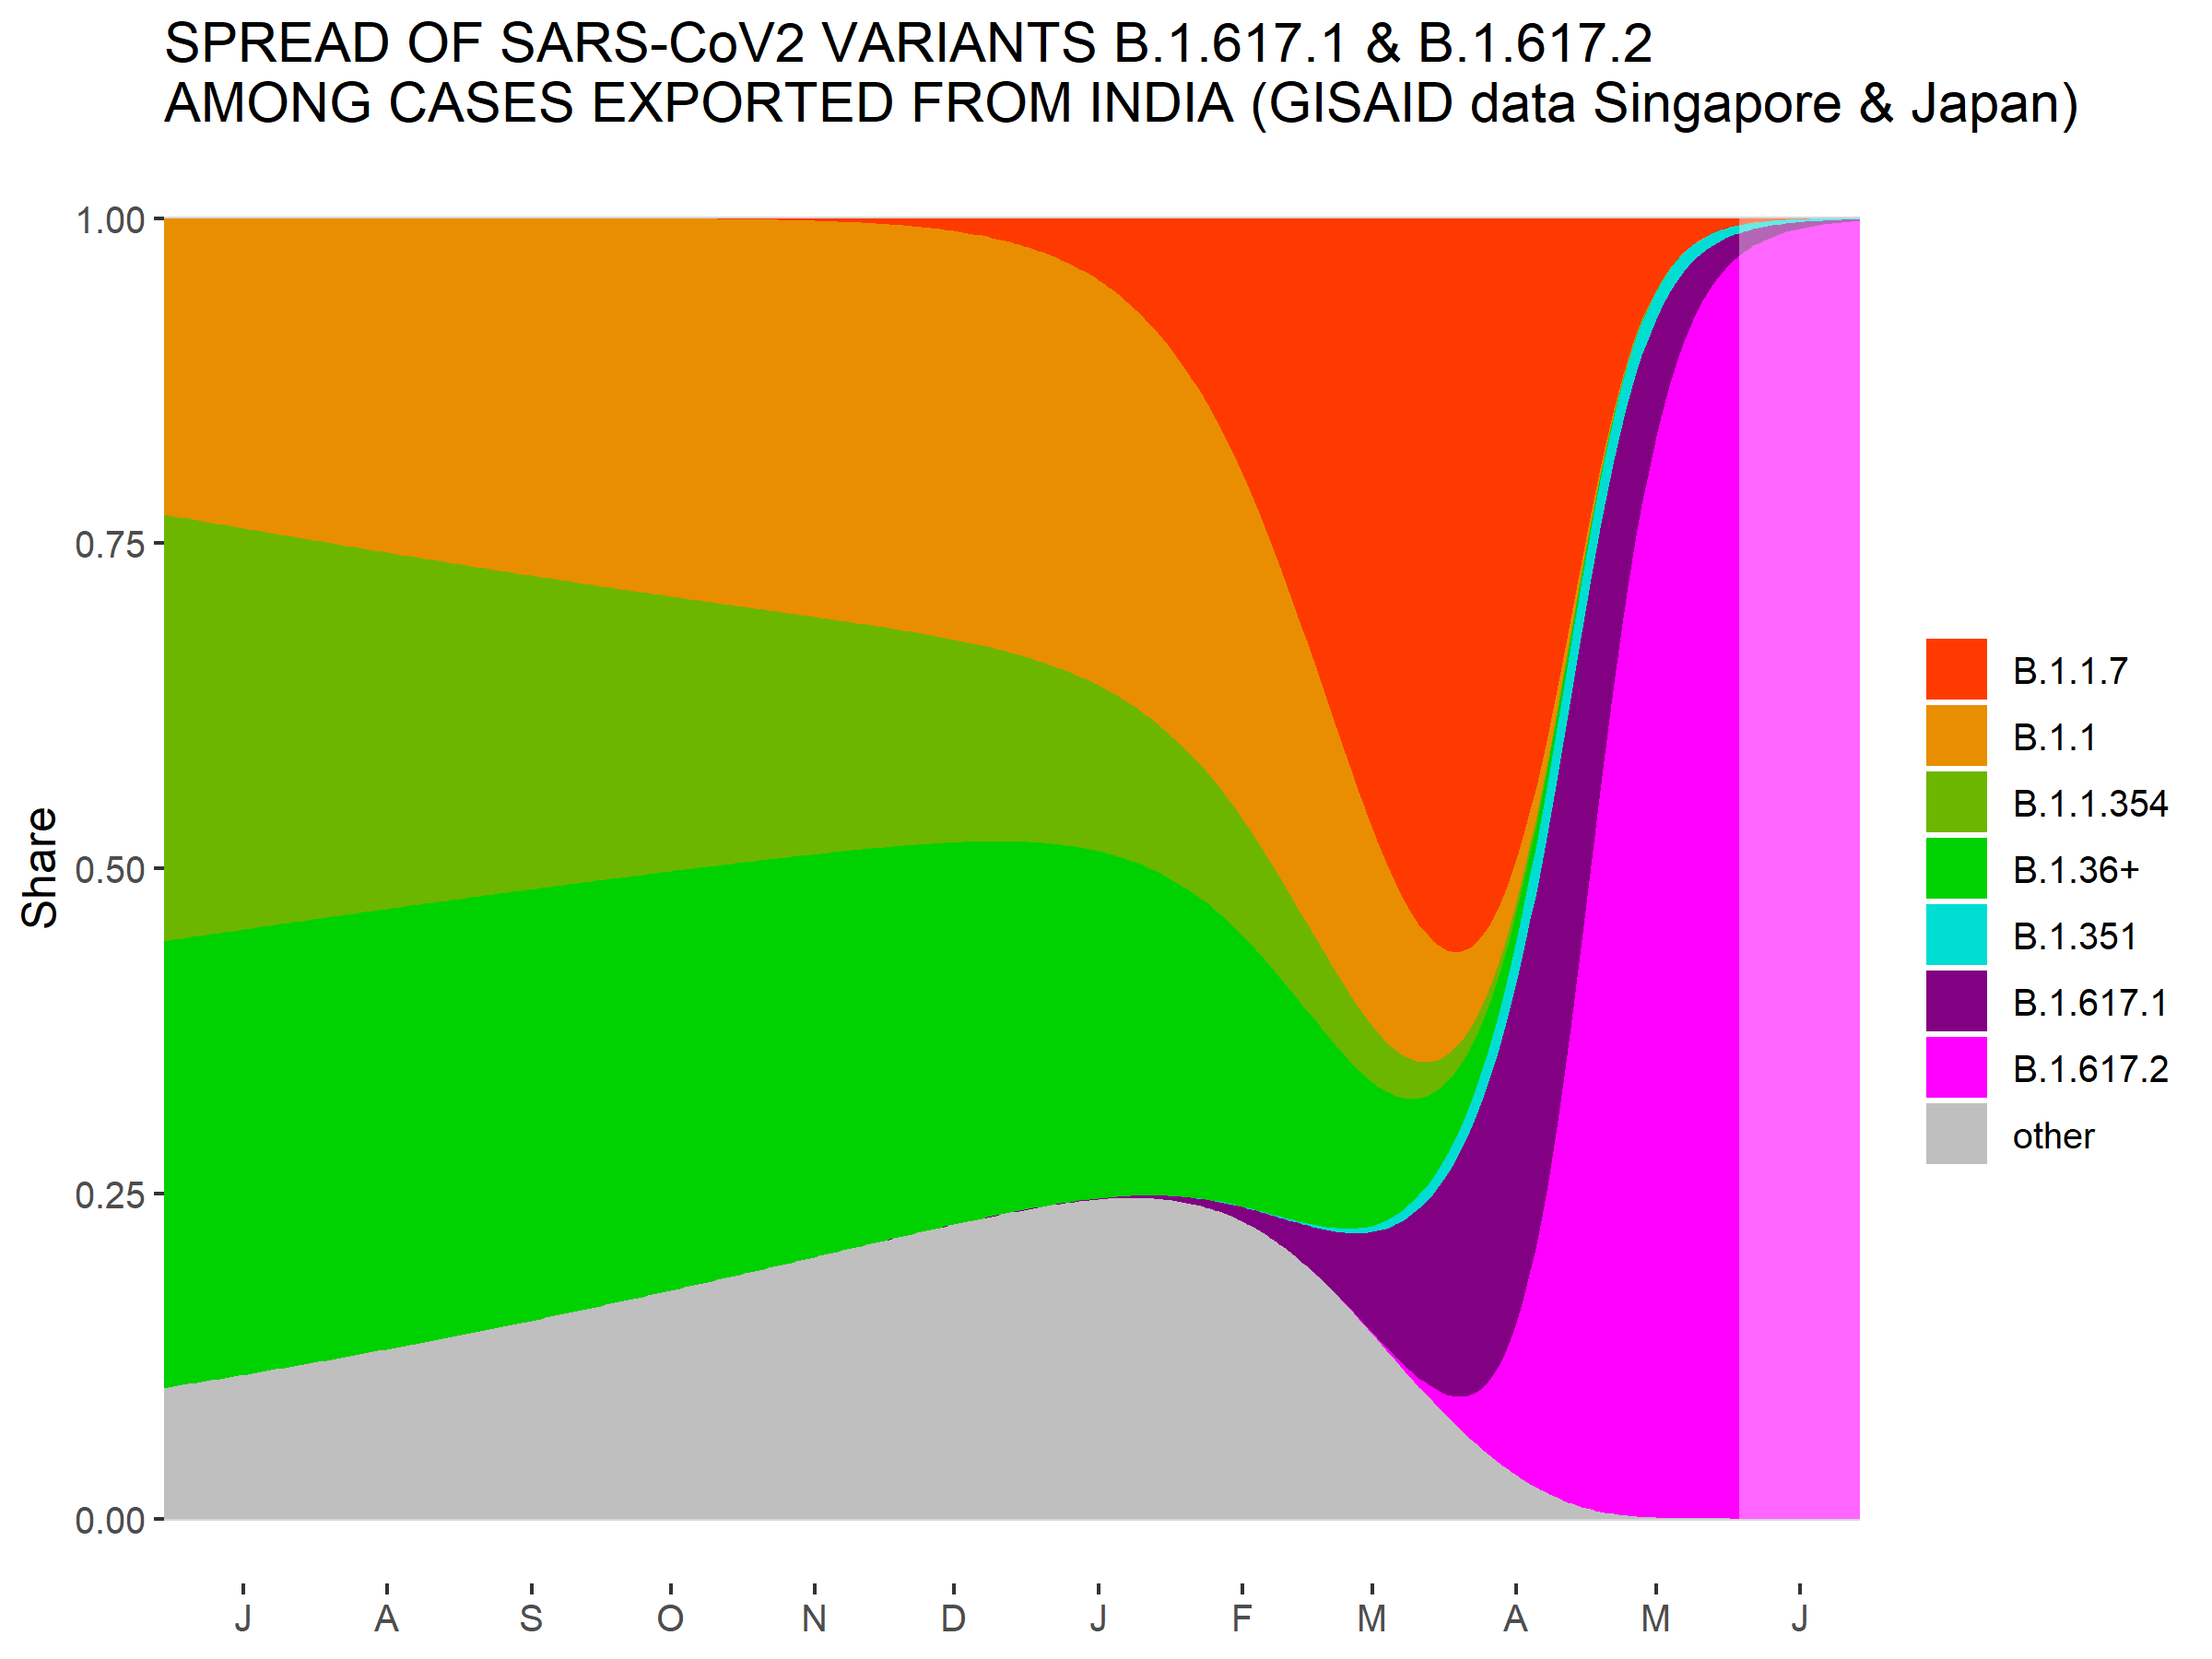 SPREAD OF SARS-CoV2 VARIANTS B.1.617.1 & B.1.617.2
AMONG CASES EXPORTED FROM INDIA (GISAID data Singapore & Japan)
Share
1.00
0.75
0.50
0.25
0.00
J A S O N D J F M A M J
B.1.1.7
B.1.1
B.1.1.354
B.1.36+
B.1.351
B.1.617.1
B.1.617.2
other